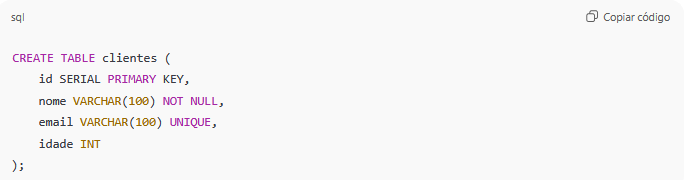 sql
Copiar código
CREATE TABLE clientes (
    id SERIAL PRIMARY KEY,
    nome VARCHAR(100) NOT NULL,
    email VARCHAR(100) UNIQUE,
    idade INT
);